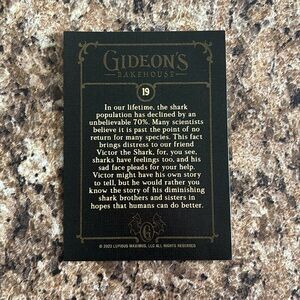 GIDEON'S
BAKEHOUSE
19
In our lifetime, the shark
population has declined by an
unbelievable 70%. Many scientists
believe it is past the point of no
return for many species. This fact
brings distress to our friend
Victor the Shark, for, you see,
sharks have feelings too, and his
sad face pleads for your help.
Victor might have his own story
to tell, but he would rather you
know the story of his diminishing
shark brothers and sisters in
hopes that humans can do better.
G
© 2023 LUPIDUS MAXIMUS, LLC ALL RIGHTS RESERVED